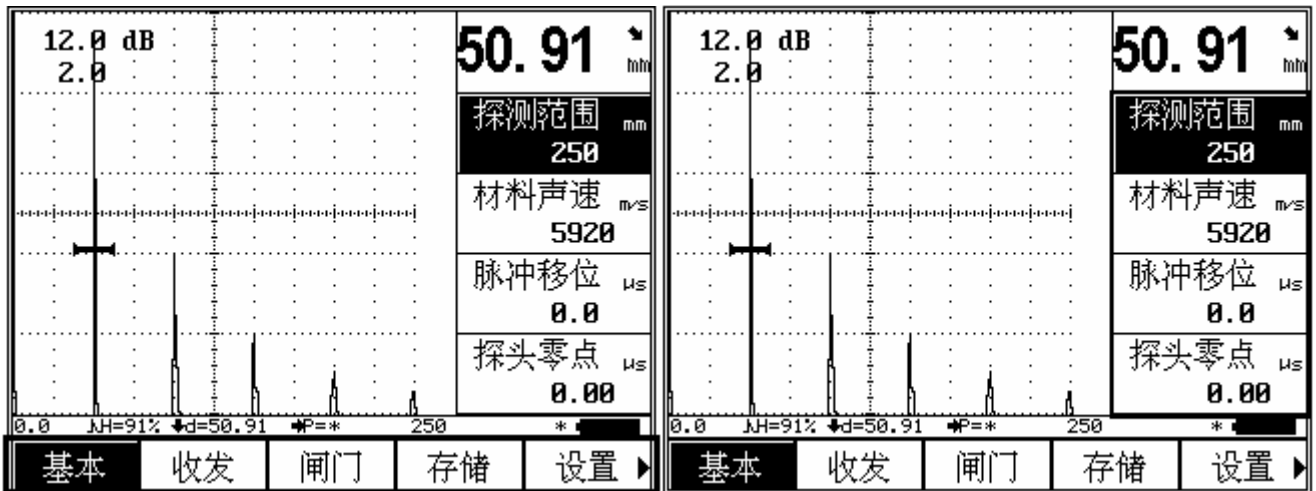 12.0 dB
2.0
50.91 mm
探测范围 mm
250
材料声速 m/s
5920
脉冲移位 μs
0.0
探头零点 μs
0.00
0.0 H=91% d=50.91 P=* 250 *
基本 收发 闸门 存储 设置
12.0 dB
2.0
50.91 mm
探测范围 mm
250
材料声速 m/s
5920
脉冲移位 μs
0.0
探头零点 μs
0.00
0.0 H=91% d=50.91 P=* 250 *
基本 收发 闸门 存储 设置